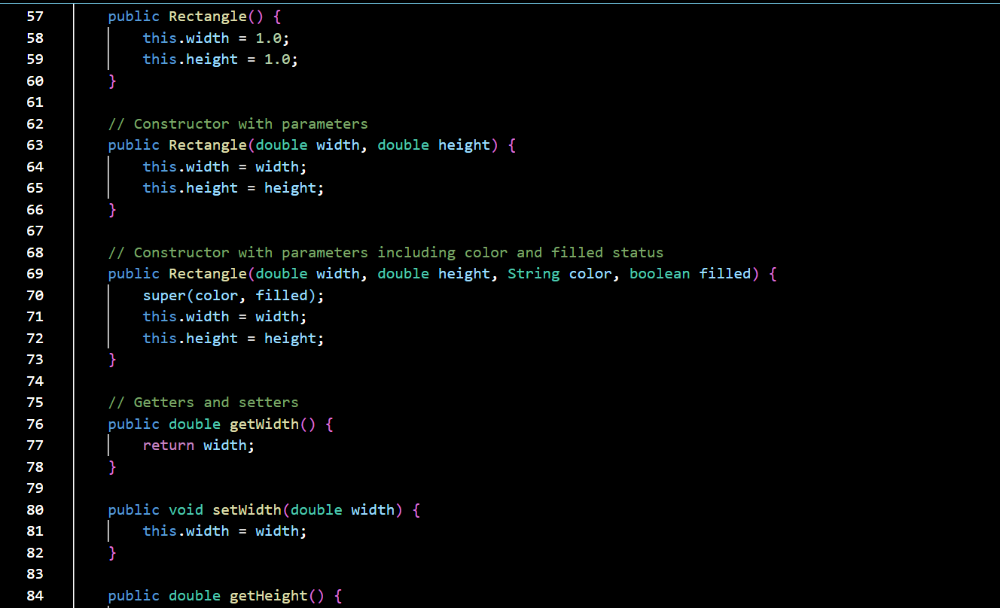 57 public Rectangle() {
58 this.width = 1.0;
59 this.height = 1.0;
60 }
61
62 // Constructor with parameters
63 public Rectangle(double width, double height) {
64 this.width = width;
65 this.height = height;
66 }
67
68 // Constructor with parameters including color and filled status
69 public Rectangle(double width, double height, String color, boolean filled) {
70 super(color, filled);
71 this.width = width;
72 this.height = height;
73 }
74
75 // Getters and setters
76 public double getWidth() {
77 return width;
78 }
79
80 public void setWidth(double width) {
81 this.width = width;
82 }
83
84 public double getHeight() {